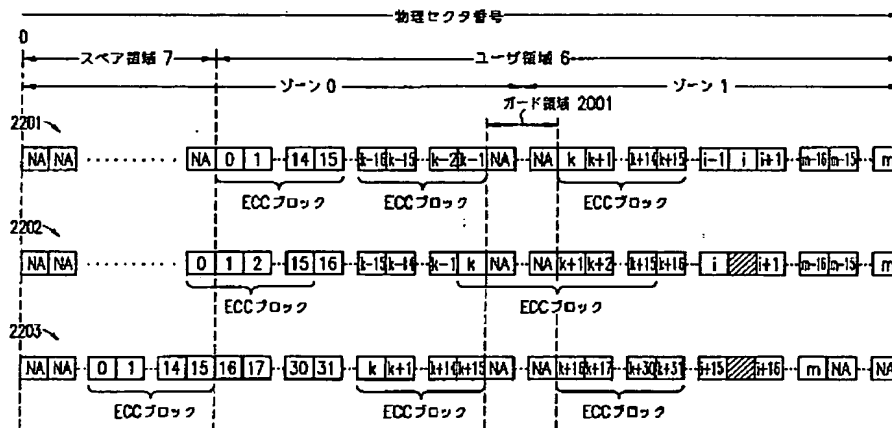 物理セクタ番号
0
スペア領域 7 ユーザ領域 6
ゾーン 0 ゾーン 1
ガード領域 2001
2201
NA NA ・・・・・・・・・・ NA 0 1 ・・ 14 15 ・・ k-16 k-15 ・・ k-2 k-1 NA ・・ NA k k+1 ・・ k+14 k+15 ・・ i-1 i i+1 ・・ m-16 m-15 ・・ m
ECCブロック ECCブロック ECCブロック
2202
NA NA ・・・・・・・・・・ 0 1 2 ・・ 15 16 ・・ k-15 k-14 ・・ k-1 k NA ・・ NA k+1 k+2 ・・ k+15 k+16 ・・ i i+1 ・・ m-16 m-15 ・・ m
ECCブロック ECCブロック
2203
NA NA ・・ 0 1 ・・ 14 15 16 17 ・・ 30 31 ・・ k k+1 ・・ k+14 k+15 NA ・・ NA k+16 k+17 ・・ k+30 k+31 ・・ i+15 i+16 ・・ m NA ・・ NA
ECCブロック ECCブロック ECCブロック